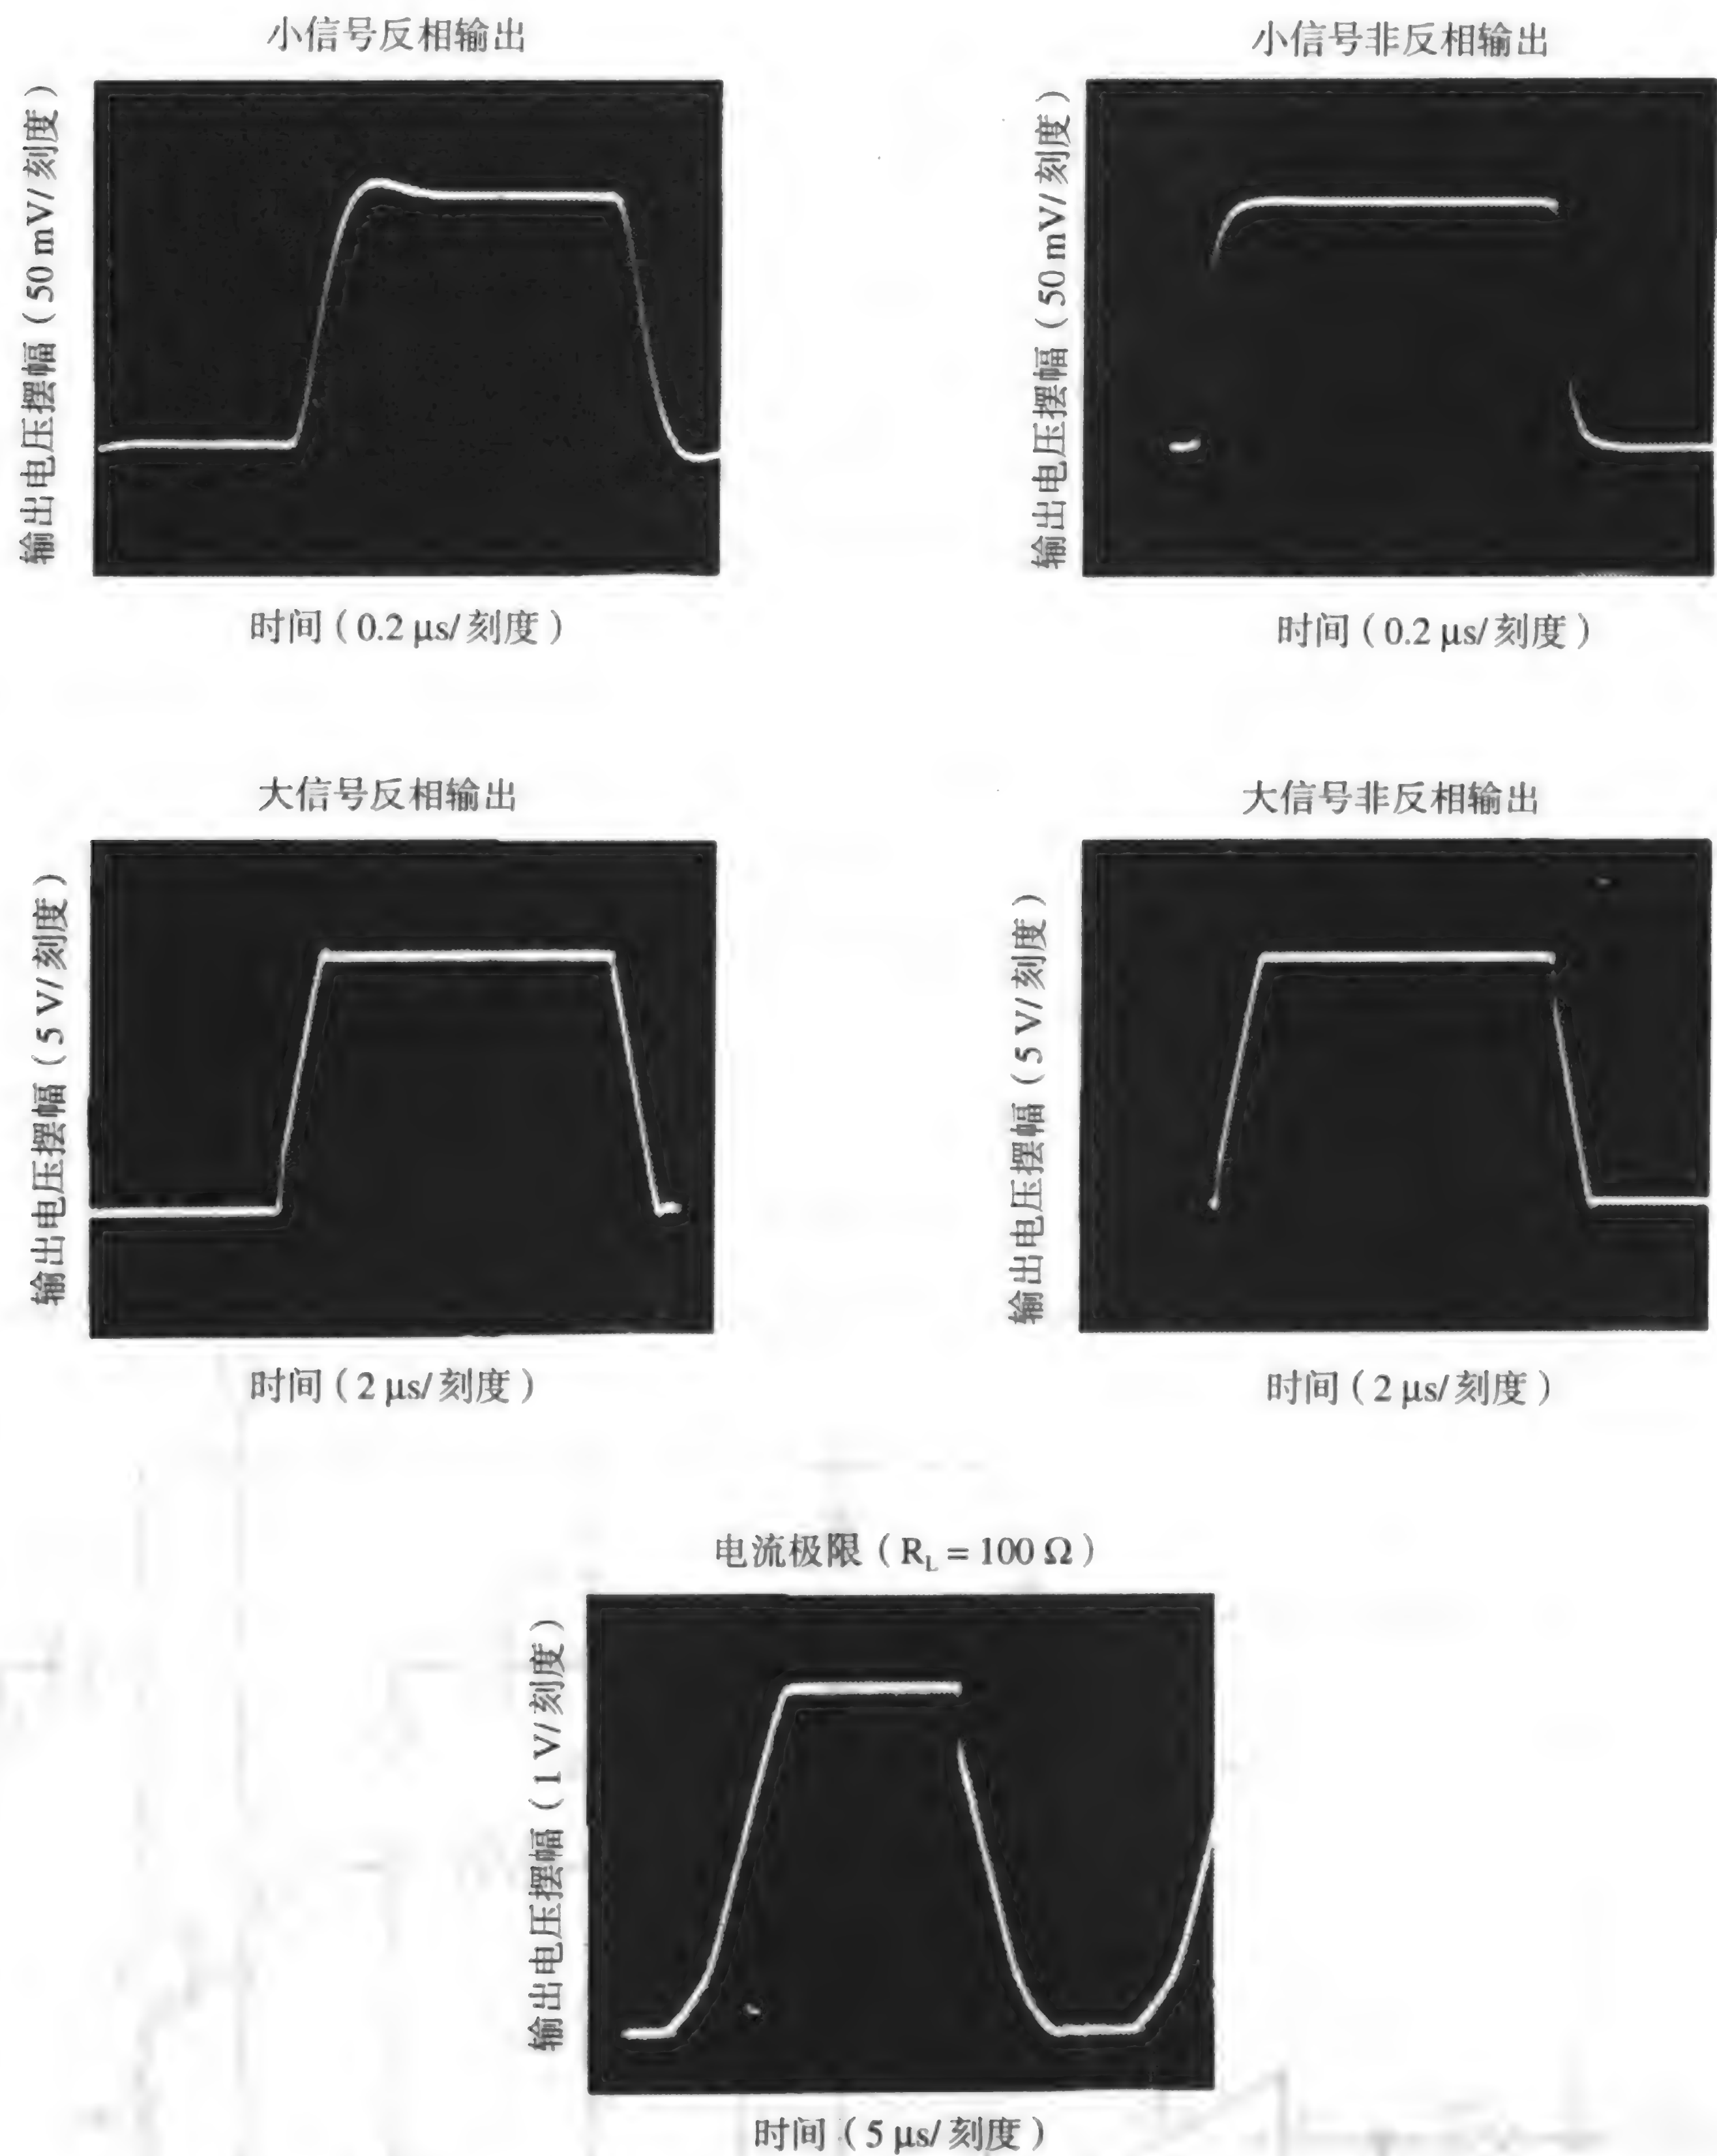 小信号反相输出
小信号非反相输出
输出电压摆幅（50 mV/刻度）
输出电压摆幅（50 mV/刻度）
时间（0.2 μs/刻度）
时间（0.2 μs/刻度）
大信号反相输出
大信号非反相输出
输出电压摆幅（5 V/刻度）
输出电压摆幅（5 V/刻度）
时间（2 μs/刻度）
时间（2 μs/刻度）
电流极限（R_L = 100 Ω）
输出电压摆幅（1 V/刻度）
时间（5 μs/刻度）